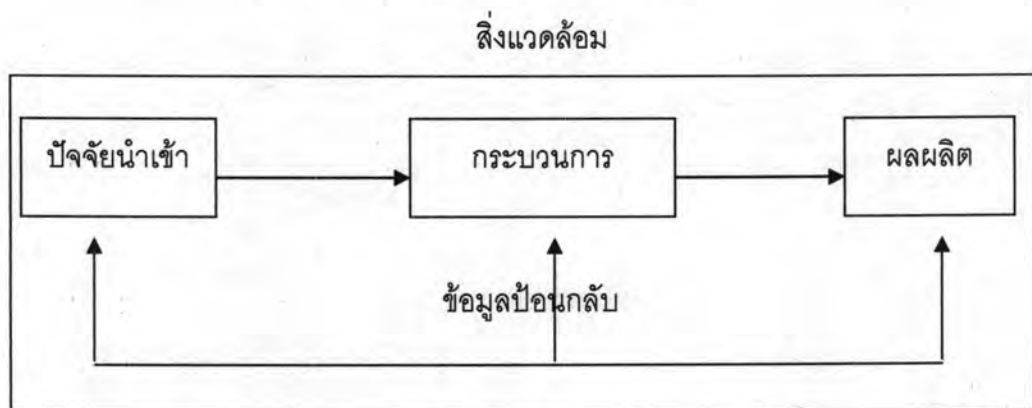 สิ่งแวดล้อม
ปัจจัยนำเข้า
กระบวนการ
ผลผลิต
ข้อมูลป้อนกลับ